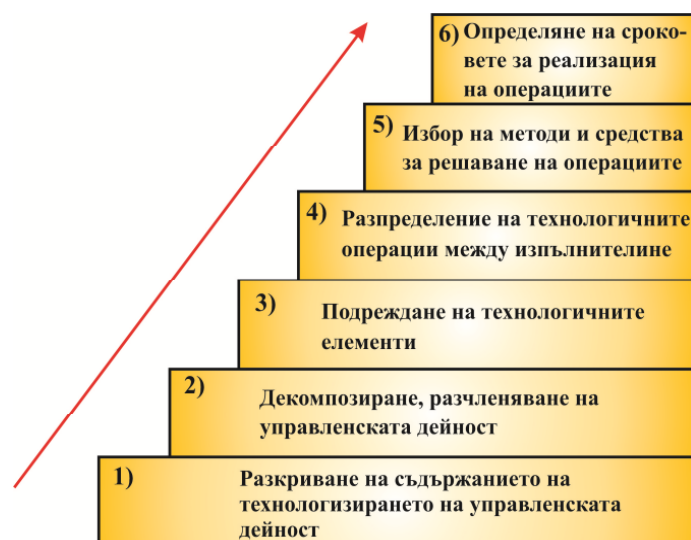 6) Определяне на сроко-
вете за реализация
на операциите
5) Избор на методи и средства
за решаване на операциите
4) Разпределение на технологичните
операции между изпълнителине
3) Подреждане на технологичните
елементи
2) Декомпозиране, разчленяване на
управленската дейност
1) Разкриване на съдържанието на
технологизирането на управленската
дейност